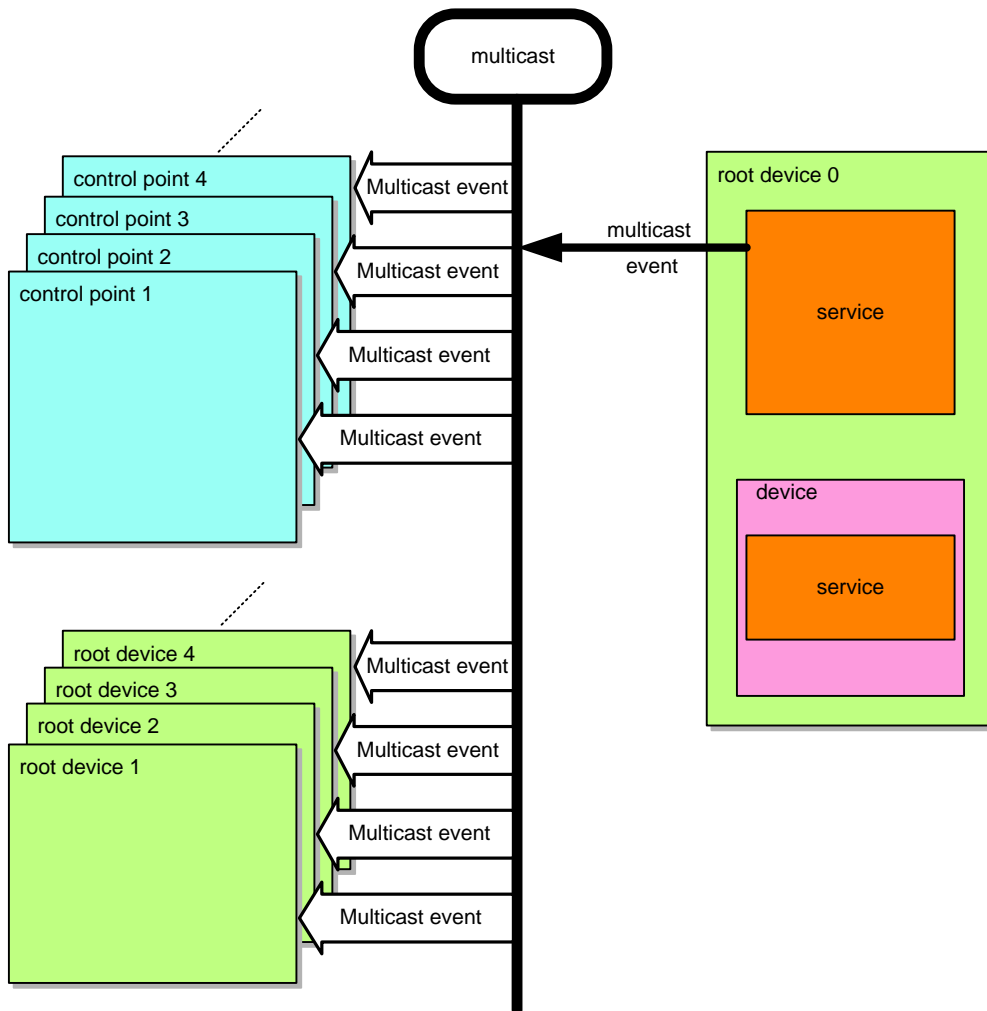 multicast
control point 4
control point 3
control point 2
control point 1
Multicast event
Multicast event
Multicast event
Multicast event
root device 0
multicast
event
service
device
service
root device 4
root device 3
root device 2
root device 1
Multicast event
Multicast event
Multicast event
Multicast event